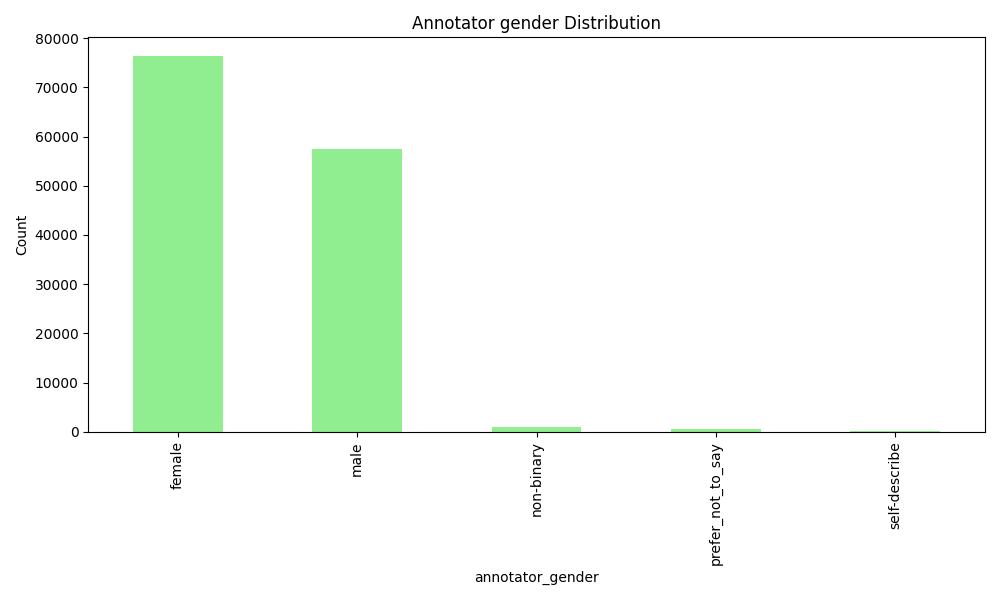 Annotator gender Distribution
80000
70000
60000
50000
40000
30000
20000
10000
0
Count
female
male
non-binary
prefer_not_to_say
self-describe
annotator_gender